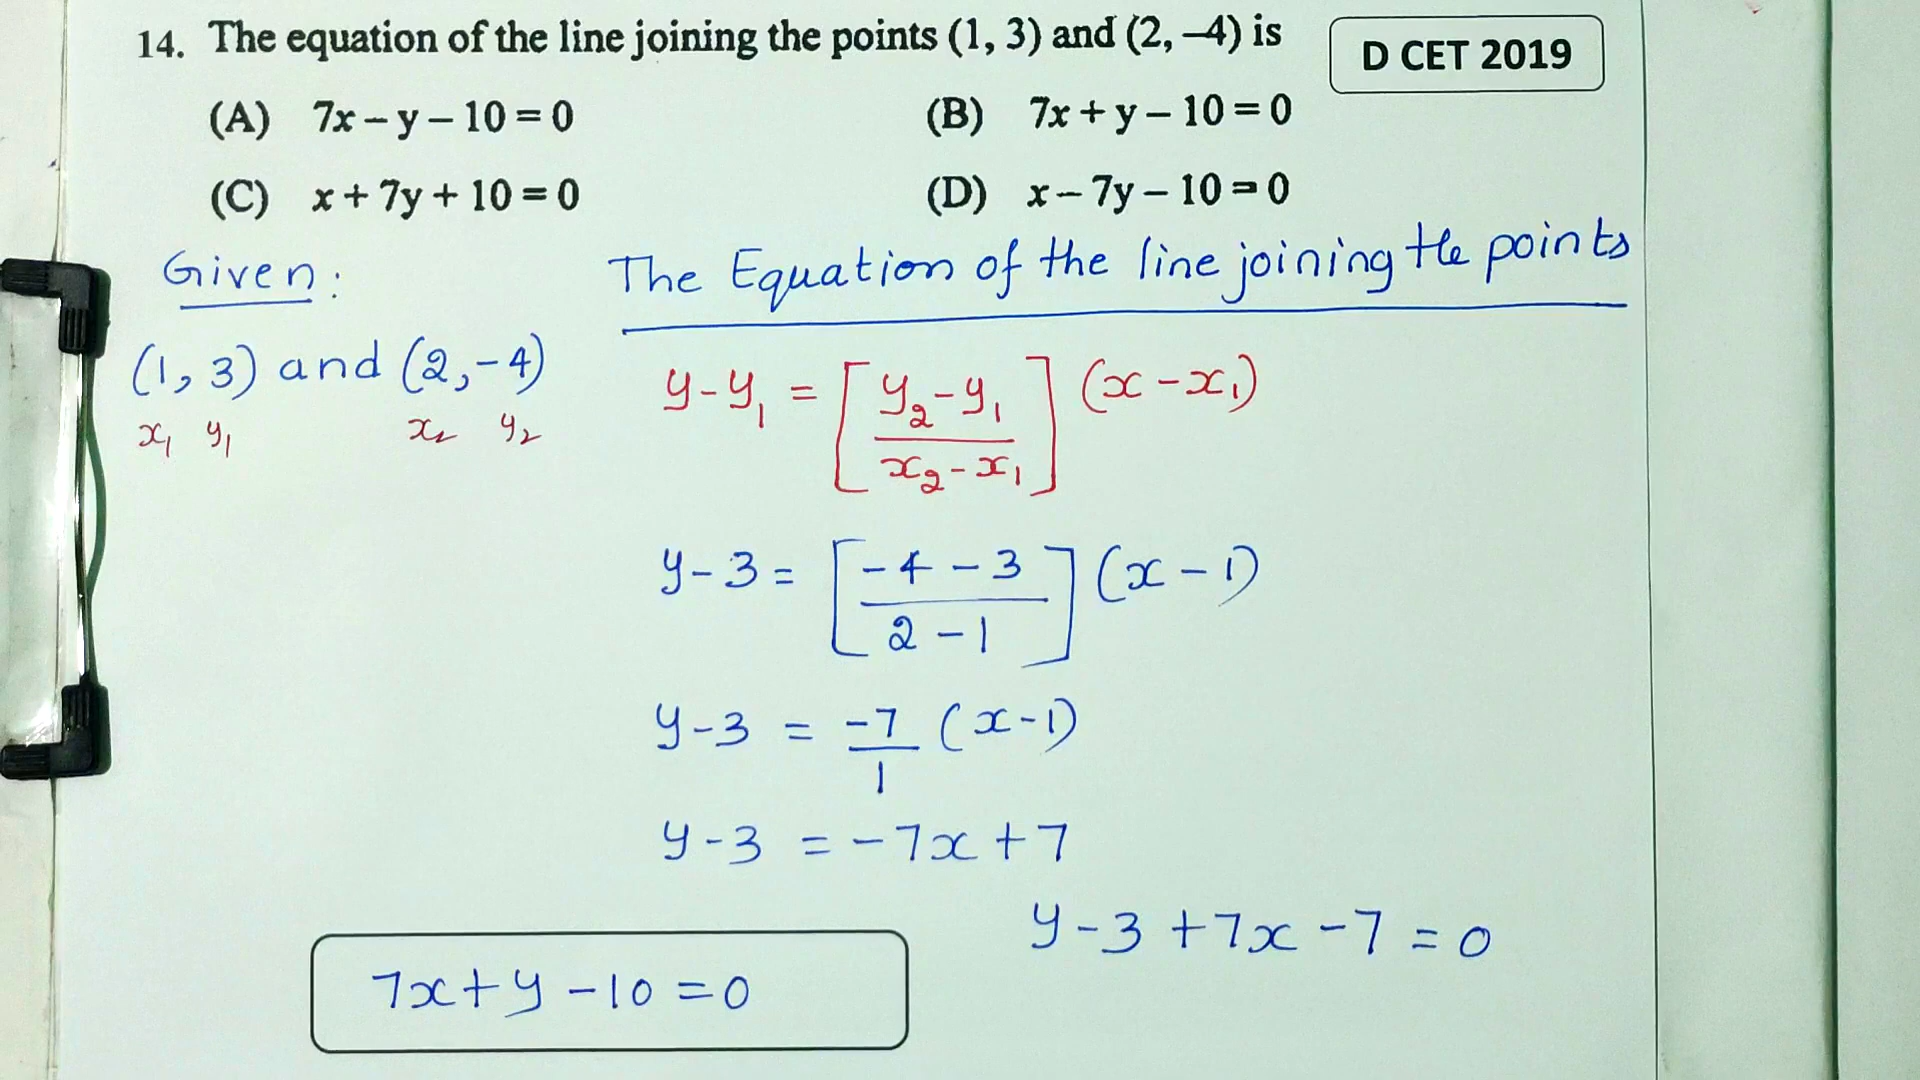 14. The equation of the line joining the points (1, 3) and (2, –4) is
D CET 2019
(A) 7x – y – 10 = 0
(B) 7x + y – 10 = 0
(C) x + 7y + 10 = 0
(D) x – 7y – 10 = 0
Given:
(1, 3) and (2, -4)
x₁ y₁ x₂ y₂
The Equation of the line joining the points
y - y₁ = [ y₂ - y₁ / x₂ - x₁ ] (x - x₁)
y - 3 = [ -4 - 3 / 2 - 1 ] (x - 1)
y - 3 = -7/1 (x - 1)
y - 3 = -7x + 7
y - 3 + 7x - 7 = 0
7x + y - 10 = 0